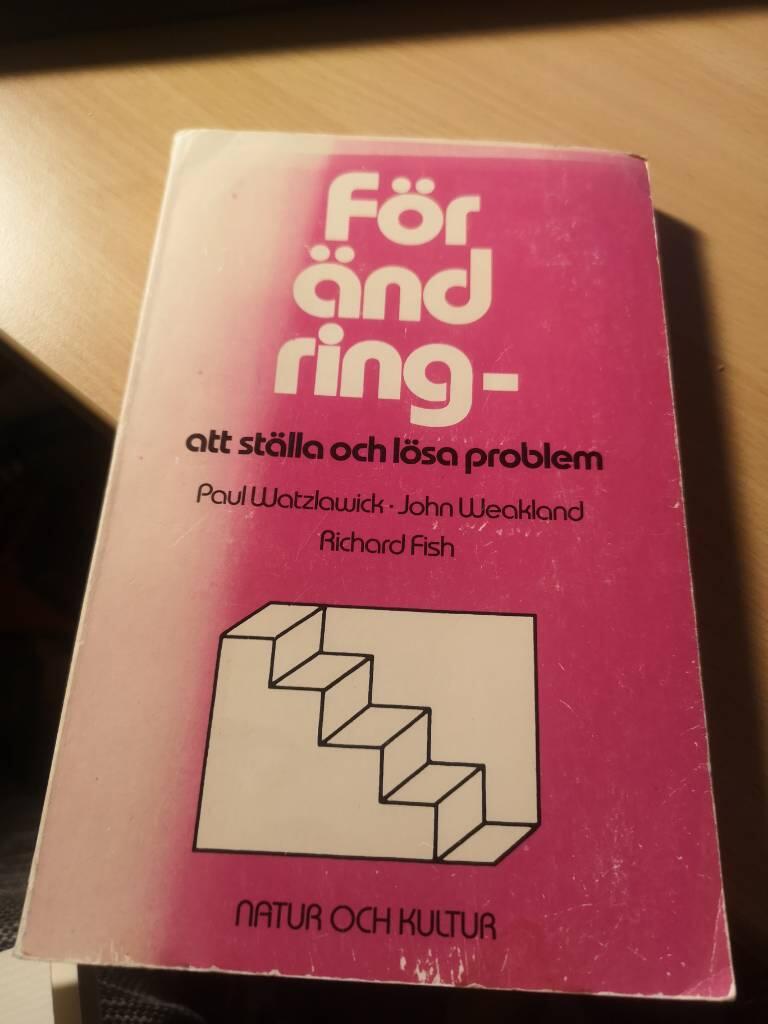 För
änd
ring-
att ställa och lösa problem
Paul Watzlawick · John Weakland
Richard Fish
NATUR OCH KULTUR